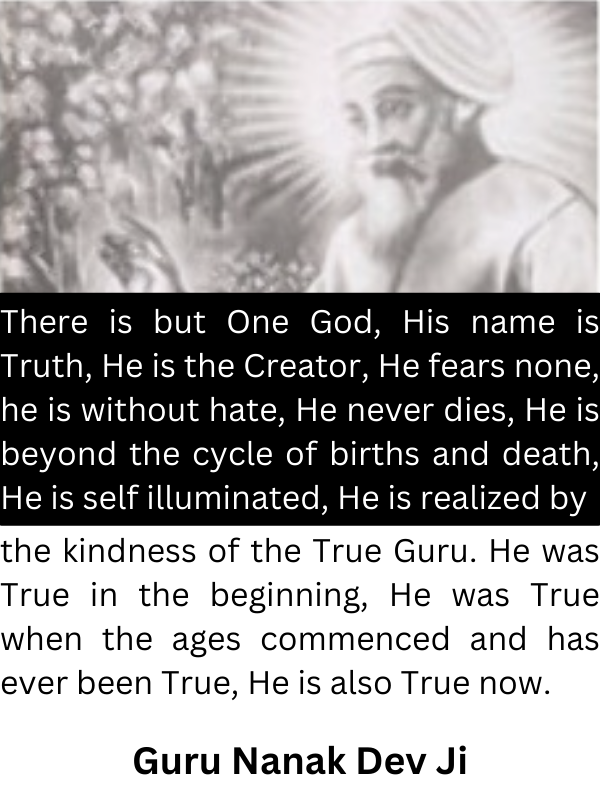 There is but One God, His name is
Truth, He is the Creator, He fears none,
he is without hate, He never dies, He is
beyond the cycle of births and death,
He is self illuminated, He is realized by
the kindness of the True Guru. He was
True in the beginning, He was True
when the ages commenced and has
ever been True, He is also True now.
Guru Nanak Dev Ji